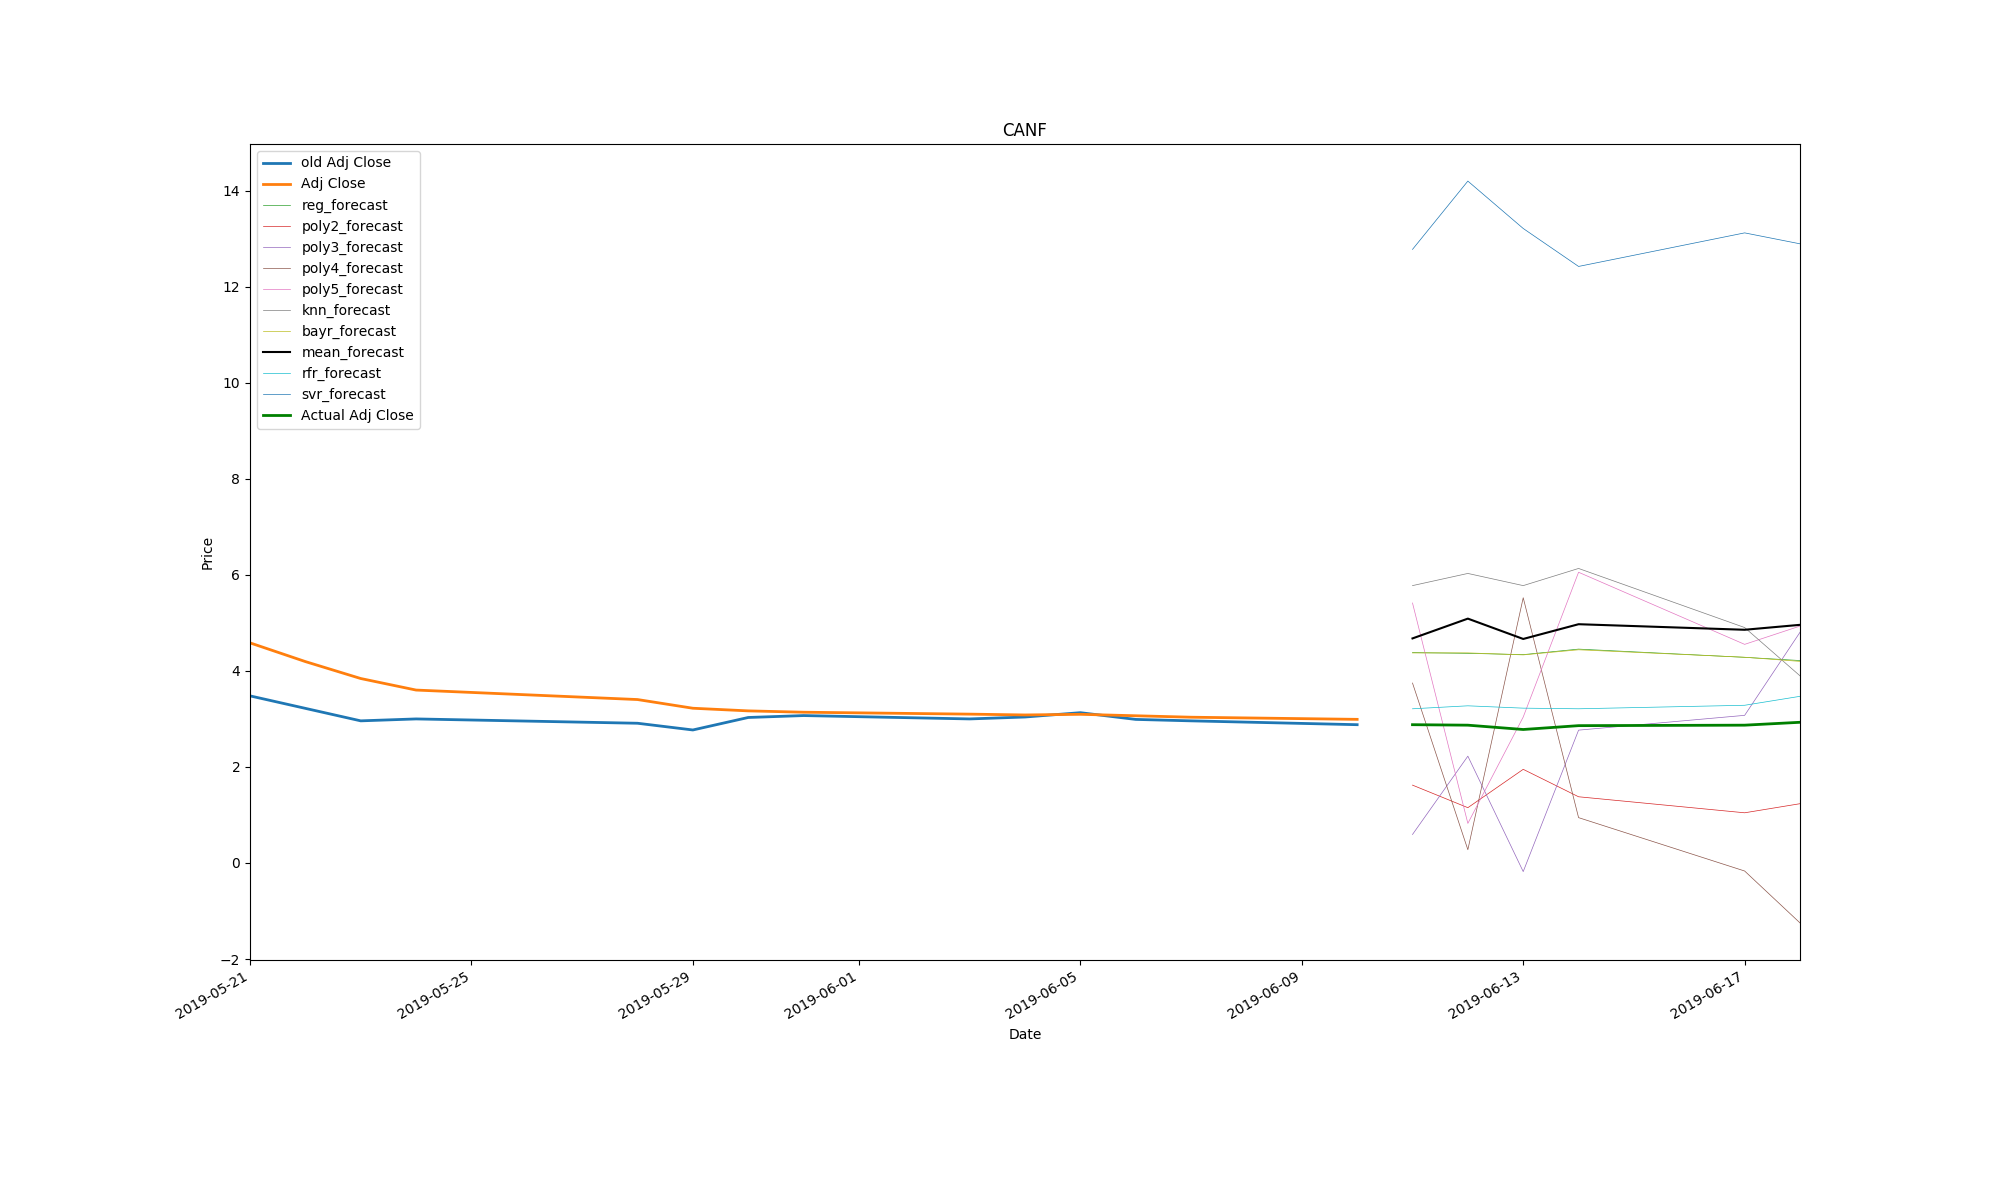 CANF
old Adj Close
Adj Close
reg_forecast
poly2_forecast
poly3_forecast
poly4_forecast
poly5_forecast
knn_forecast
bayr_forecast
mean_forecast
rfr_forecast
svr_forecast
Actual Adj Close
14
12
10
8
6
4
2
0
−2
Price
2019-05-21
2019-05-25
2019-05-29
2019-06-01
2019-06-05
2019-06-09
2019-06-13
2019-06-17
Date